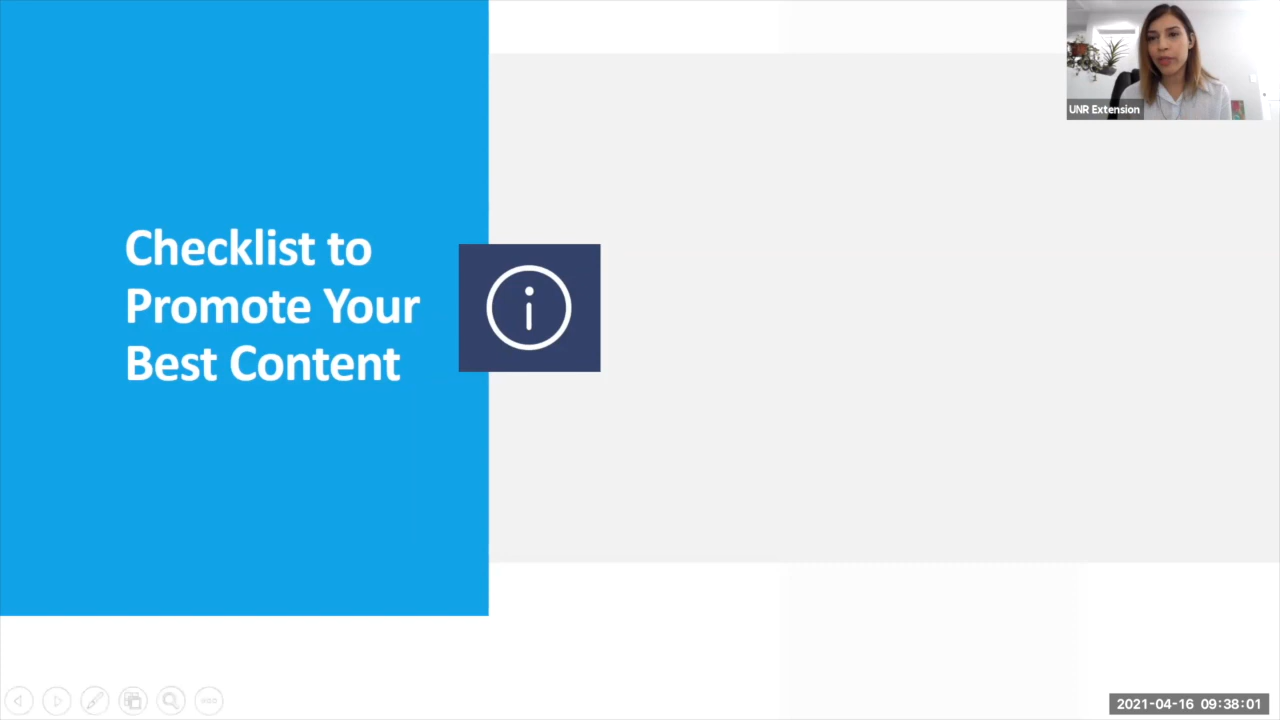 Checklist to
Promote Your
Best Content
UNR Extension
2021-04-16 09:38:01